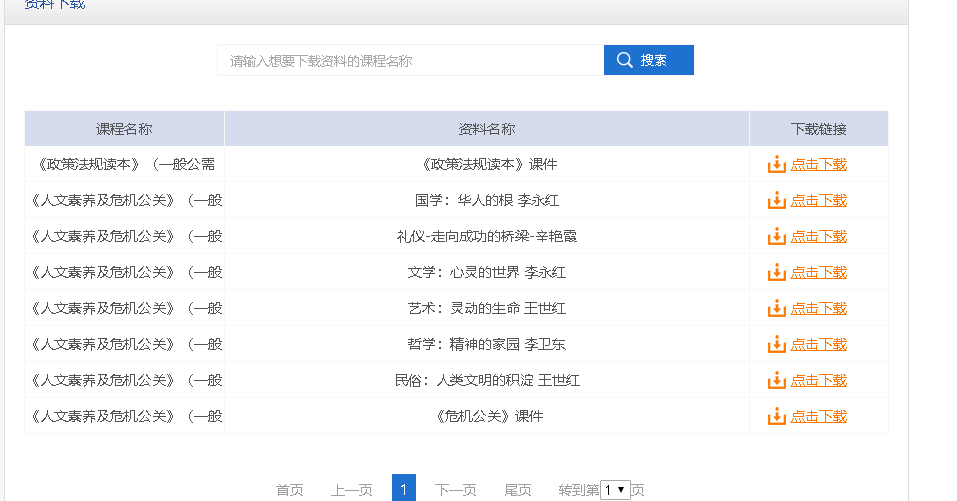 资料下载
请输入想要下载资料的课程名称 搜索
课程名称 资料名称 下载链接
《政策法规读本》（一般公需 《政策法规读本》课件 点击下载
《人文素养及危机公关》（一般 国学：华人的根 李永红 点击下载
《人文素养及危机公关》（一般 礼仪-走向成功的桥梁-辛艳霞 点击下载
《人文素养及危机公关》（一般 文学：心灵的世界 李永红 点击下载
《人文素养及危机公关》（一般 艺术：灵动的生命 王世红 点击下载
《人文素养及危机公关》（一般 哲学：精神的家园 李卫东 点击下载
《人文素养及危机公关》（一般 民俗：人类文明的积淀 王世红 点击下载
《人文素养及危机公关》（一般 《危机公关》课件 点击下载
首页 上一页 1 下一页 尾页 转到第 1 页